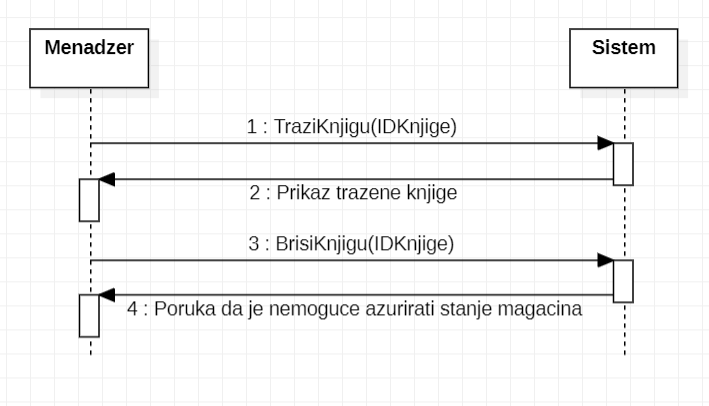 Menadzer
Sistem
1 : TraziKnjigu(IDKnjige)
2 : Prikaz trazene knjige
3 : BrisiKnjigu(IDKnjige)
4 : Poruka da je nemoguce azurirati stanje magacina